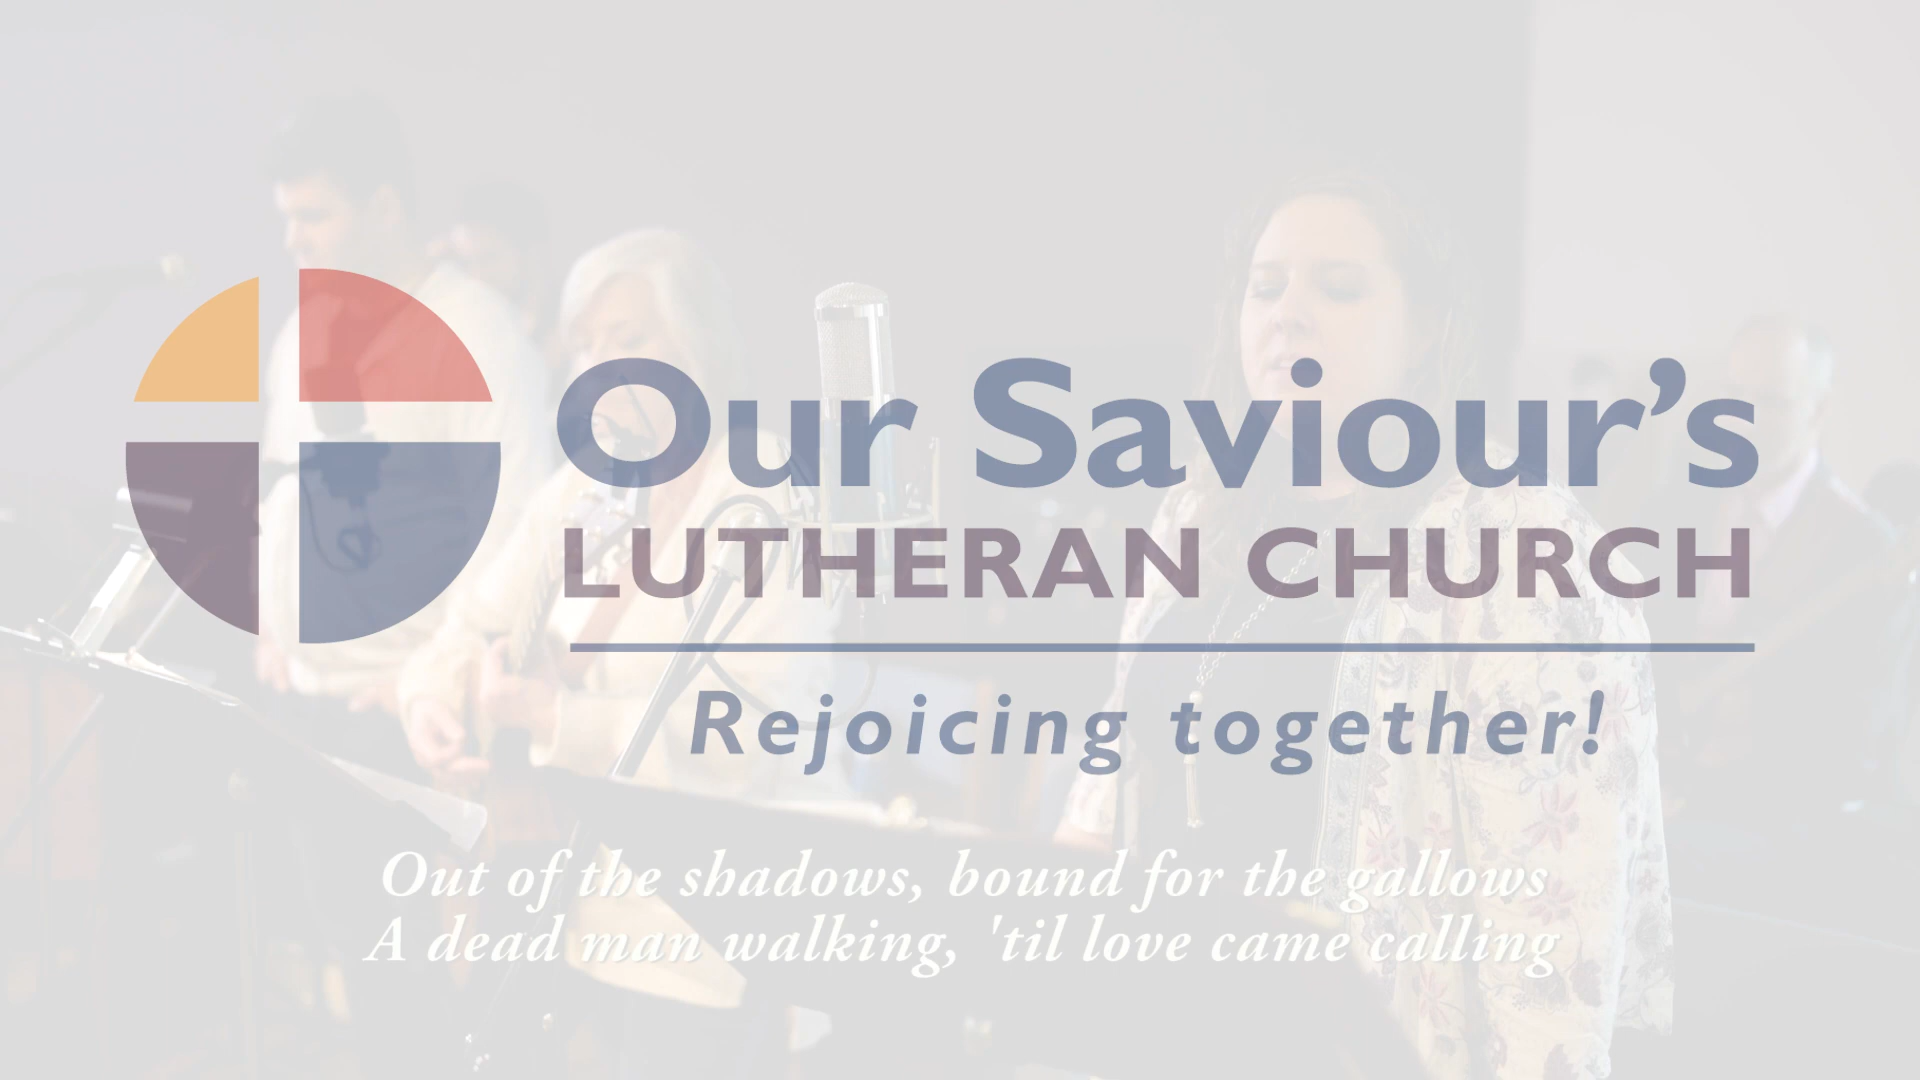 Our Saviour’s
LUTHERAN CHURCH
Rejoicing together!
Out of the shadows, bound for the gallows
A dead man walking, 'til love came calling